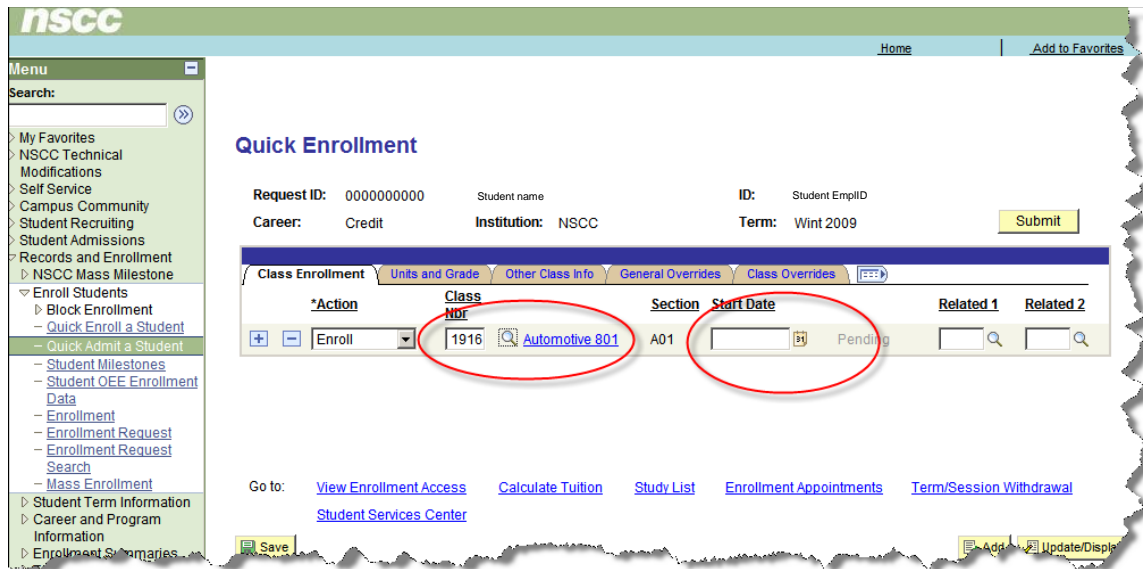 nscc
Home | Add to Favorites
Menu
Search:
My Favorites
NSCC Technical
Modifications
Self Service
Campus Community
Student Recruiting
Student Admissions
Records and Enrollment
NSCC Mass Milestone
Enroll Students
Block Enrollment
– Quick Enroll a Student
– Quick Admit a Student
– Student Milestones
– Student OEE Enrollment
Data
– Enrollment
– Enrollment Request
– Enrollment Request
Search
– Mass Enrollment
Student Term Information
Career and Program
Information
Enrollment Summaries
Quick Enrollment
Request ID: 0000000000 Student name ID: Student EmplID
Career: Credit Institution: NSCC Term: Wint 2009 Submit
Class Enrollment Units and Grade Other Class Info General Overrides Class Overrides
*Action Class Nbr Section Start Date Related 1 Related 2
Enroll 1916 Automotive 801 A01 31 Pending
Go to: View Enrollment Access Calculate Tuition Study List Enrollment Appointments Term/Session Withdrawal
Student Services Center
Save Add Update/Displa